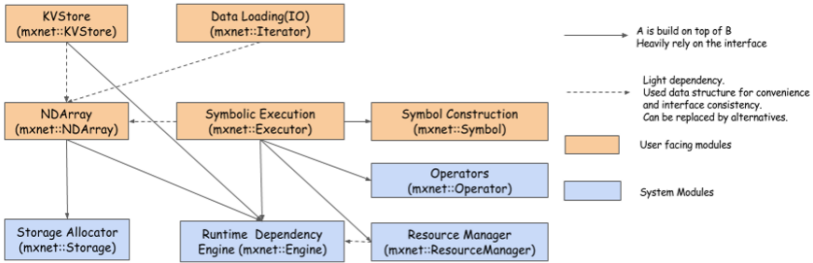 KVStore
(mxnet::KVStore)
Data Loading(IO)
(mxnet::Iterator)
A is build on top of B
Heavily rely on the interface
Light dependency.
Used data structure for convenience
and interface consistency.
Can be replaced by alternatives.
NDArray
(mxnet::NDArray)
Symbolic Execution
(mxnet::Executor)
Symbol Construction
(mxnet::Symbol)
User facing modules
Operators
(mxnet::Operator)
System Modules
Storage Allocator
(mxnet::Storage)
Runtime Dependency
Engine (mxnet::Engine)
Resource Manager
(mxnet::ResourceManager)